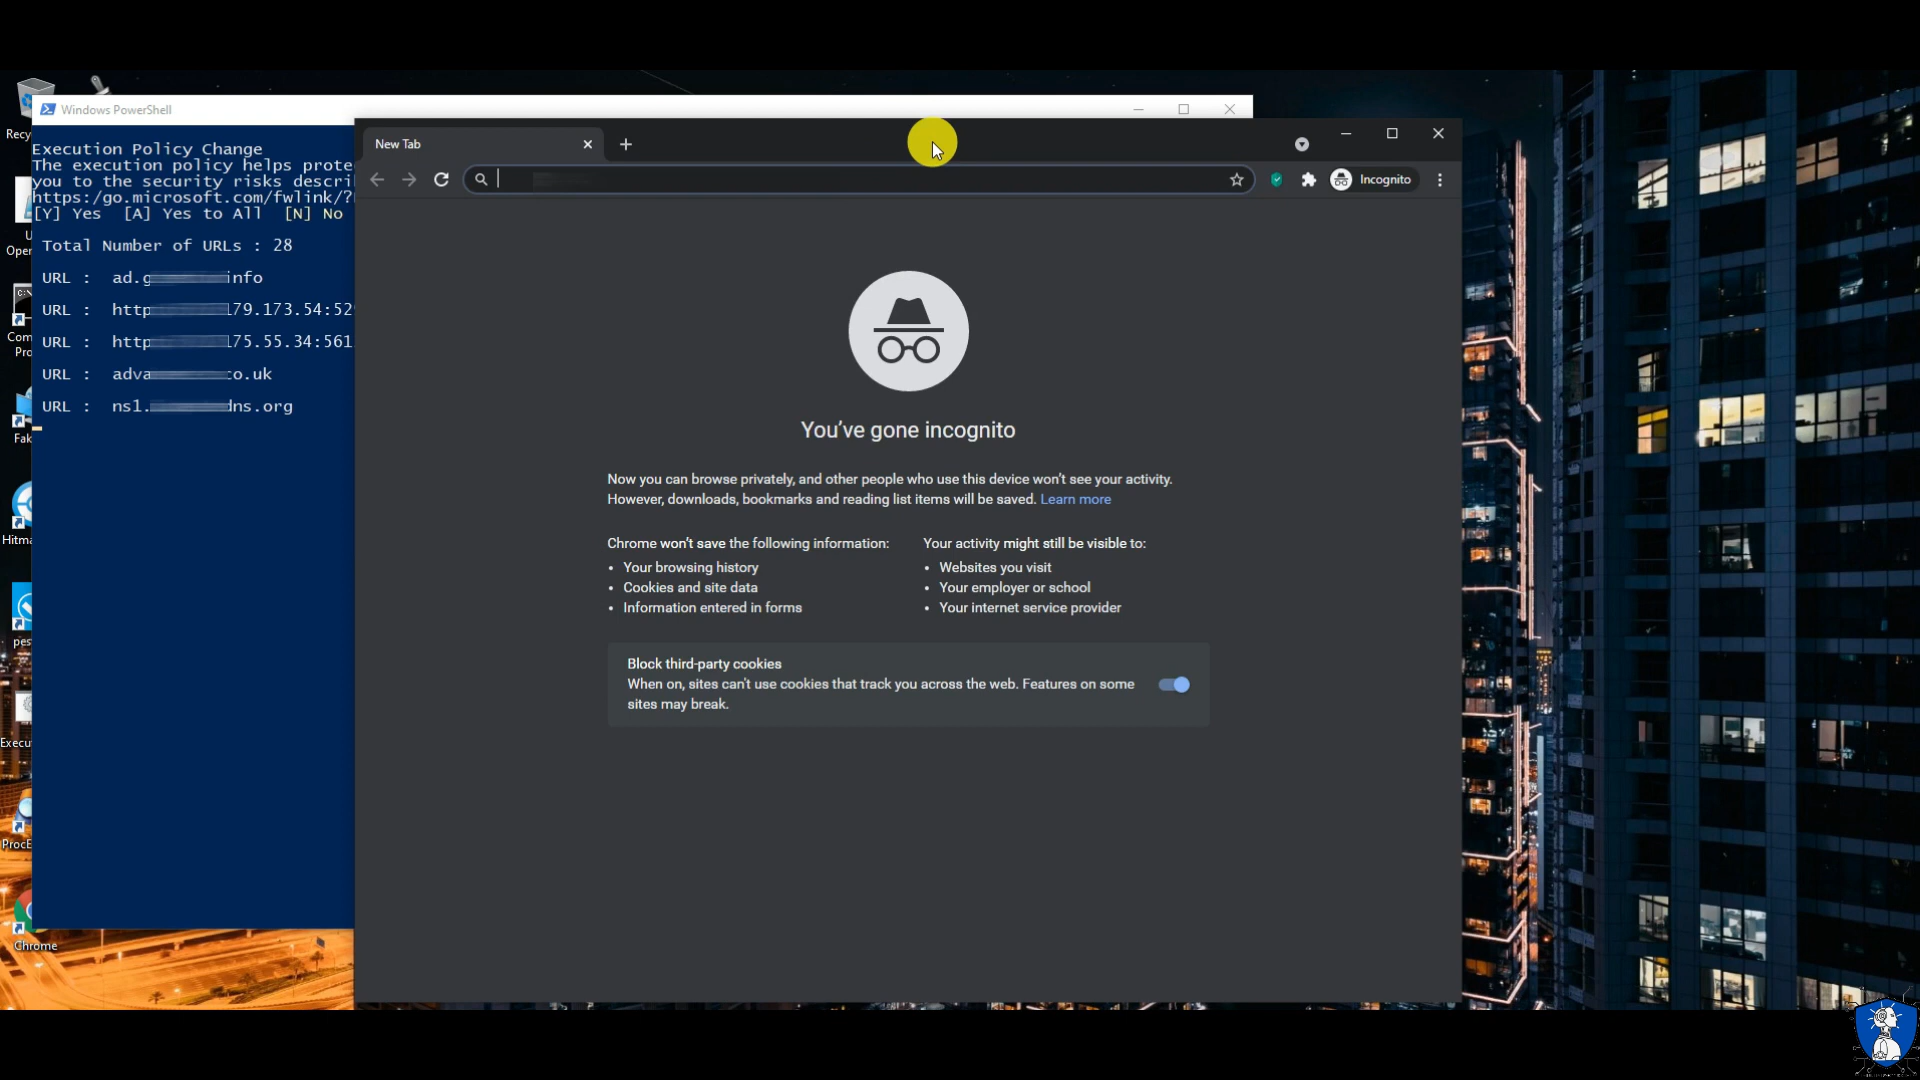 Recy
Windows PowerShell
Execution Policy Change
The execution policy helps prote
you to the security risks descri
https:/go.microsoft.com/fwlink/?
[Y] Yes [A] Yes to All [N] No
Total Number of URLs : 28
URL : ad.g info
URL : http 179.173.54:52
URL : http 175.55.34:561
URL : adva co.uk
URL : ns1. dns.org
U
Oper
Com
Pro
Fak
Hitma
pes
Execu
ProcE
Chrome
New Tab
Incognito
You've gone incognito
Now you can browse privately, and other people who use this device won't see your activity.
However, downloads, bookmarks and reading list items will be saved. Learn more
Chrome won't save the following information:
• Your browsing history
• Cookies and site data
• Information entered in forms
Your activity might still be visible to:
• Websites you visit
• Your employer or school
• Your internet service provider
Block third-party cookies
When on, sites can't use cookies that track you across the web. Features on some
sites may break.